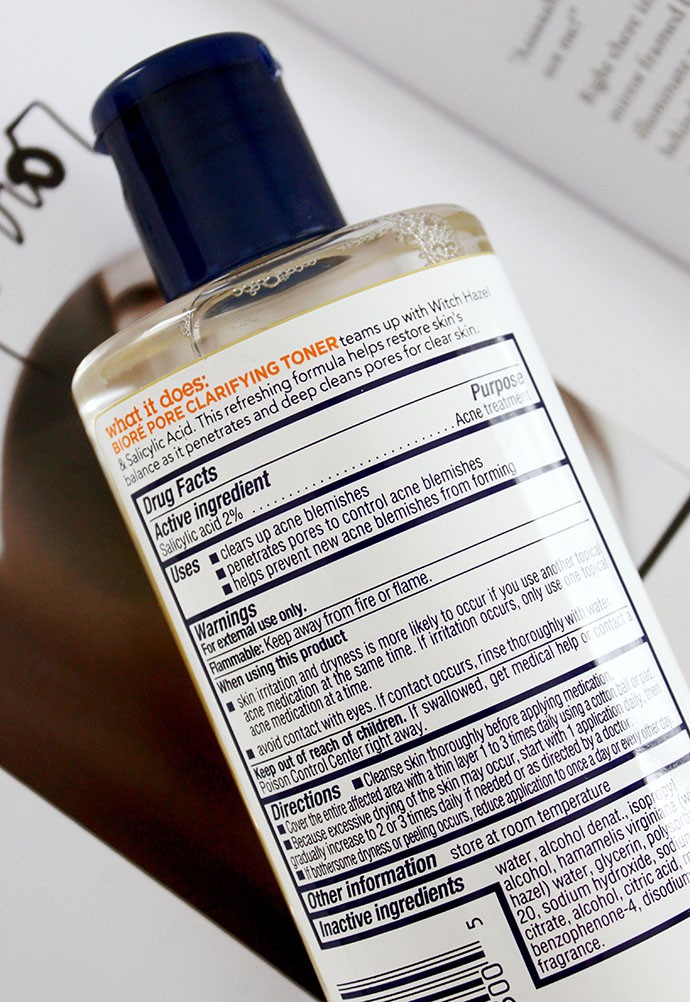 what it does:
BIORÉ PORE CLARIFYING TONER teams up with Witch Hazel
& Salicylic Acid. This refreshing formula helps restore skin's
balance as it penetrates and deep cleans pores for clear skin.
Drug Facts
Active ingredient Purpose
Salicylic acid 2% Acne treatment
Uses ■ clears up acne blemishes
■ penetrates pores to control acne blemishes
■ helps prevent new acne blemishes from forming
Warnings
For external use only.
Flammable: Keep away from fire or flame.
When using this product
■ skin irritation and dryness is more likely to occur if you use another topical
acne medication at the same time. If irritation occurs, only use one topical
acne medication at a time.
■ avoid contact with eyes. If contact occurs, rinse thoroughly with water.
Keep out of reach of children. If swallowed, get medical help or contact a
Poison Control Center right away.
Directions ■ Cleanse skin thoroughly before applying medication.
■ Cover the entire affected area with a thin layer 1 to 3 times daily using a cotton ball or pad.
■ Because excessive drying of the skin may occur, start with 1 application daily, then
gradually increase to 2 or 3 times daily if needed or as directed by a doctor.
■ If bothersome dryness or peeling occurs, reduce application to once a day or every other day.
Other information store at room temperature
Inactive ingredients water, alcohol denat., isopropyl
alcohol, hamamelis virginiana
hazel) water, glycerin,
20, sodium hydroxide,
citrate, alcohol, citric acid,
benzophenone-4, disodium
fragrance.
see me!"
Right there in
mirror framed